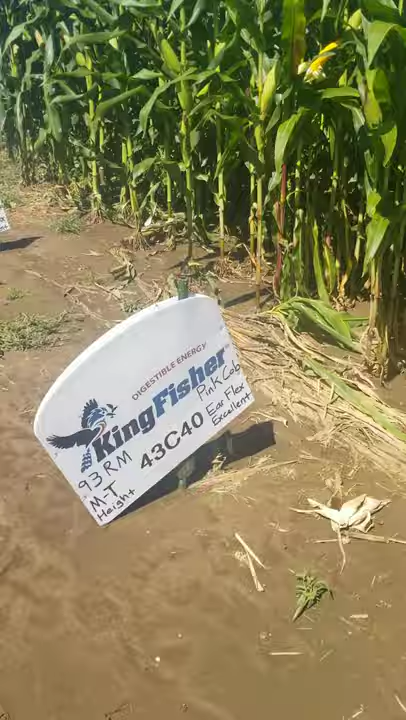 DIGESTIBLE ENERGY
KingFisher
43C40
93 RM
M-T
Height
Pink Cob
Ear Flex
Excellent